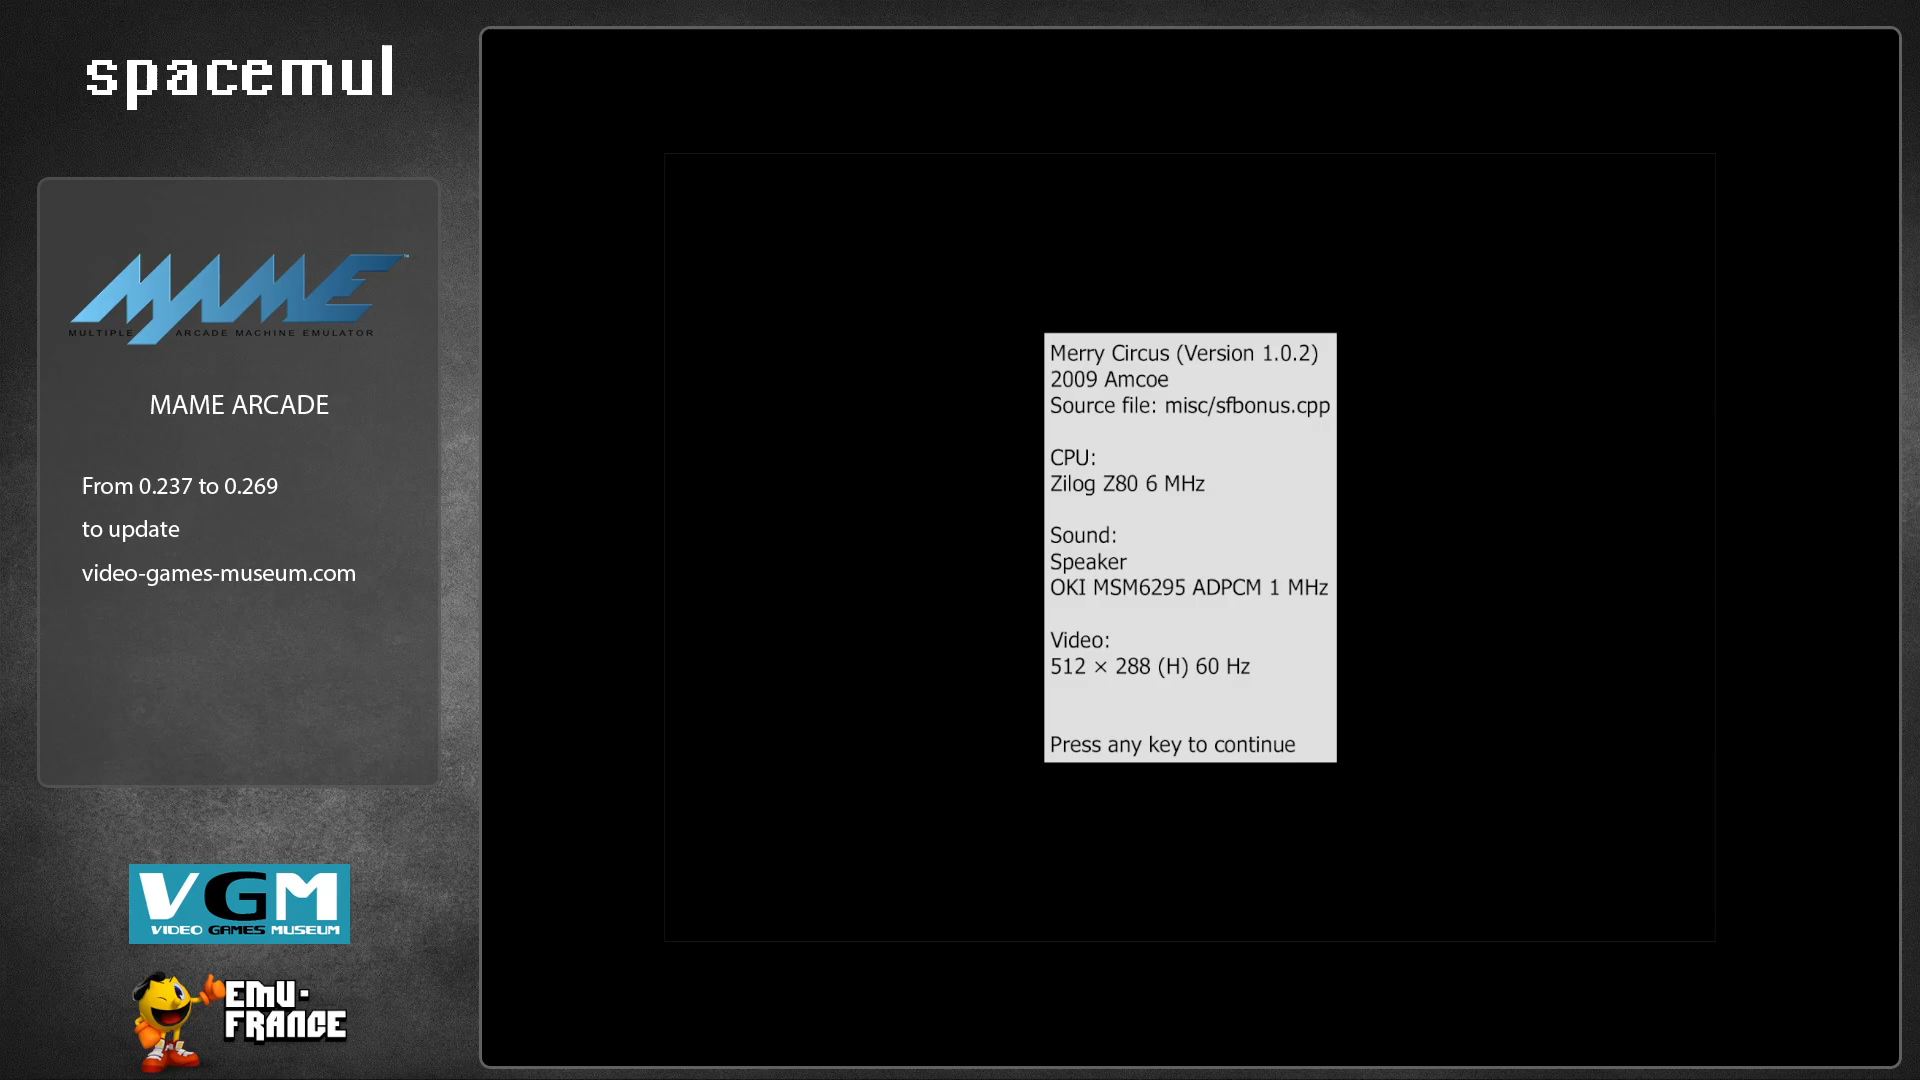 spacemul
MAME
MULTIPLE ARCADE MACHINE EMULATOR
MAME ARCADE
From 0.237 to 0.269
to update
video-games-museum.com
VGM
VIDEO GAMES MUSEUM
EMU-
FRANCE
Merry Circus (Version 1.0.2)
2009 Amcoe
Source file: misc/sfbonus.cpp
CPU:
Zilog Z80 6 MHz
Sound:
Speaker
OKI MSM6295 ADPCM 1 MHz
Video:
512 × 288 (H) 60 Hz
Press any key to continue